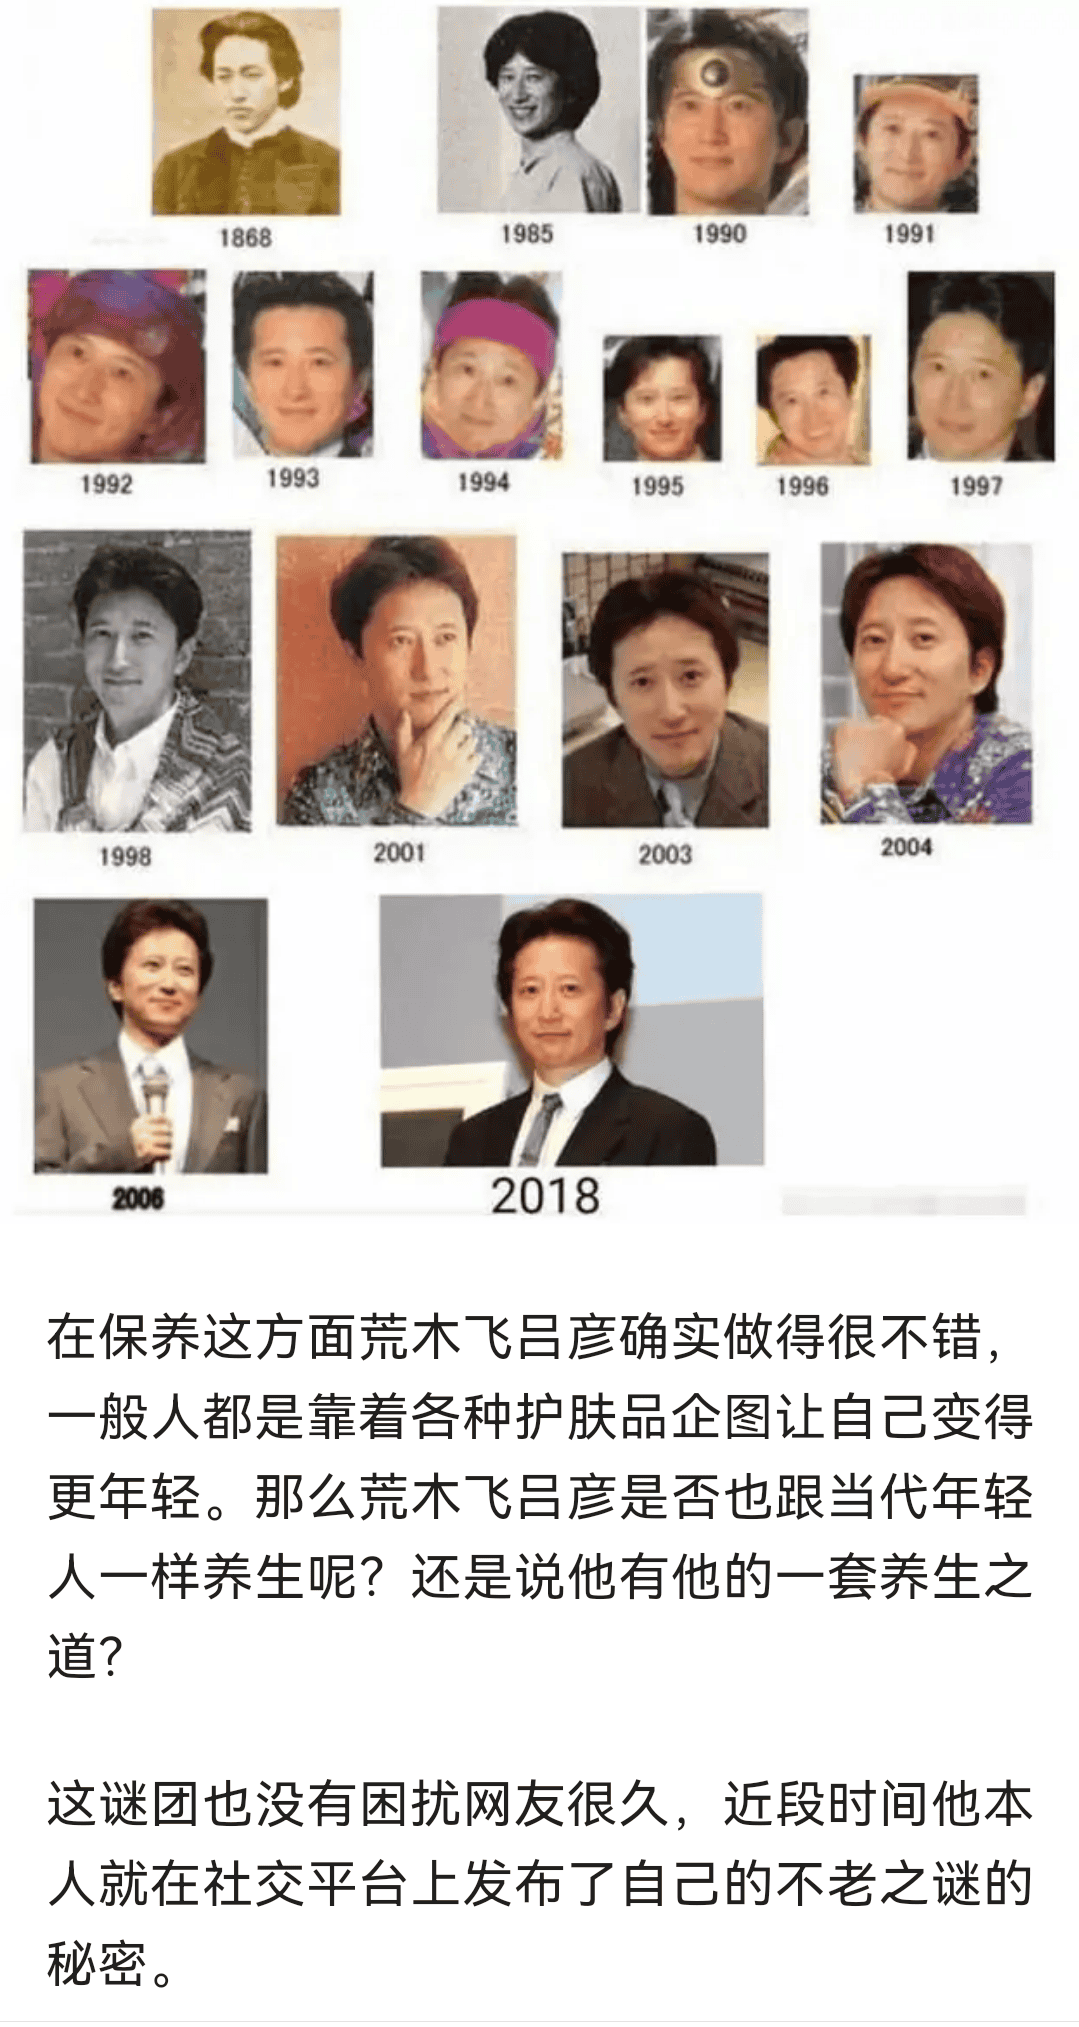 1868
1985
1990
1991
1992
1993
1994
1995
1996
1997
1998
2001
2003
2004
2006
2018
在保养这方面荒木飞吕彦确实做得很不错，
一般人都是靠着各种护肤品企图让自己变得
更年轻。那么荒木飞吕彦是否也跟当代年轻
人一样养生呢？还是说他有他的一套养生之
道？
这谜团也没有困扰网友很久，近段时间他本
人就在社交平台上发布了自己的不老之谜的
秘密。